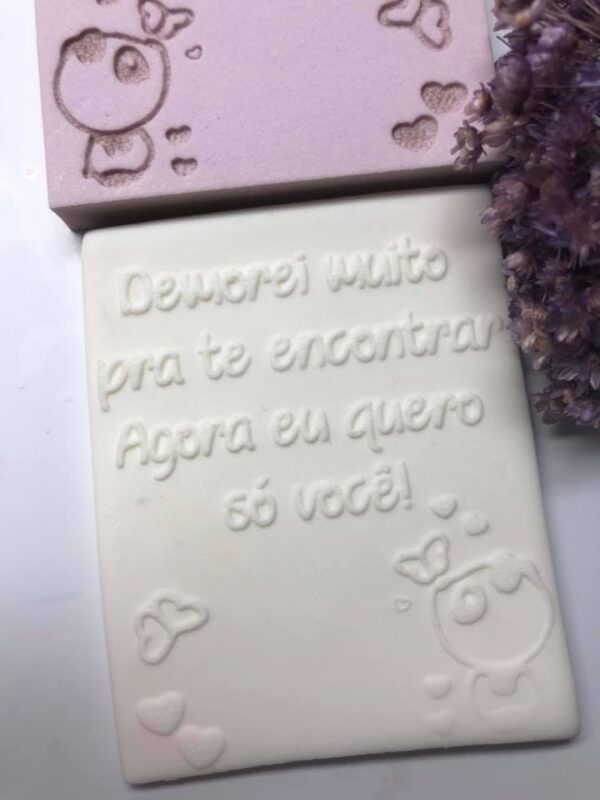 Demorei muito
pra te encontrar
Agora eu quero
só você!